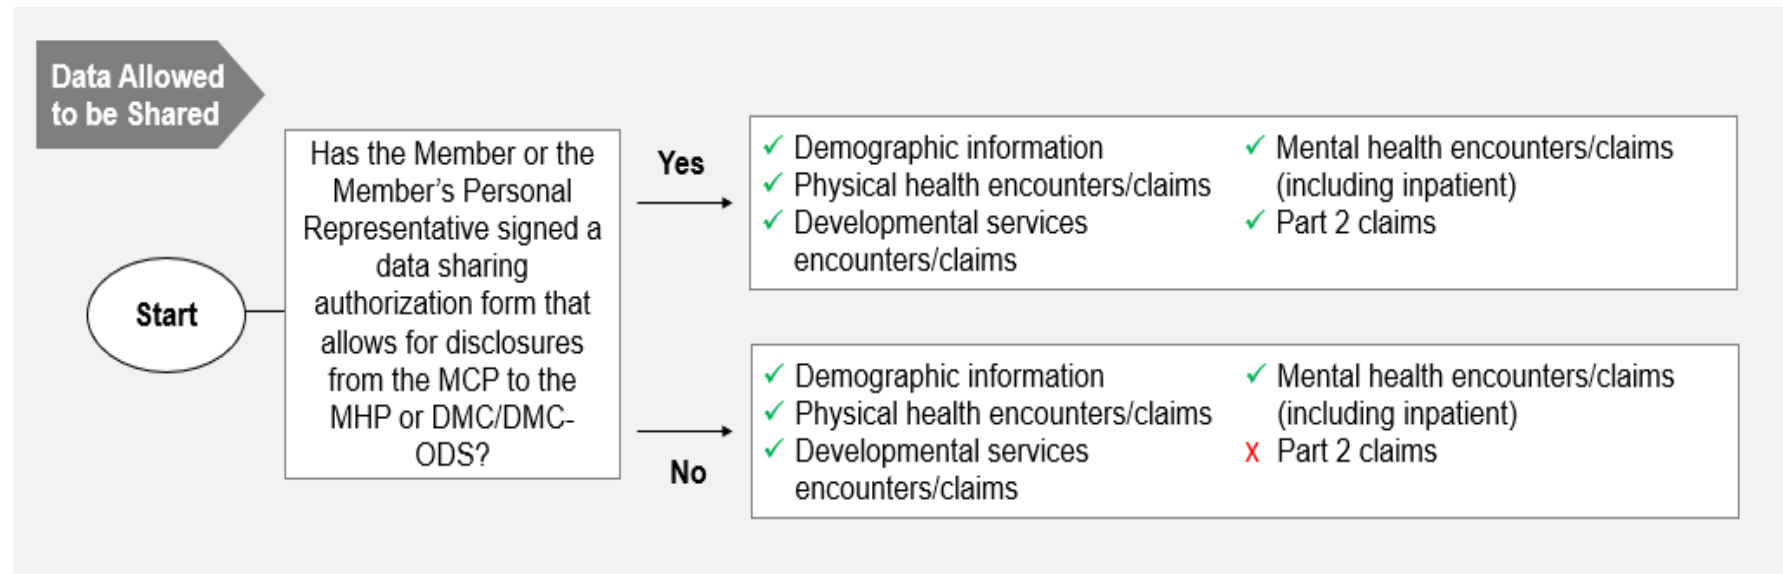 Data Allowed
to be Shared
Start
Has the Member or the
Member's Personal
Representative signed a
data sharing
authorization form that
allows for disclosures
from the MCP to the
MHP or DMC/DMC-
ODS?
Yes
✓ Demographic information
✓ Physical health encounters/claims
✓ Developmental services
encounters/claims
✓ Mental health encounters/claims
(including inpatient)
✓ Part 2 claims
No
✓ Demographic information
✓ Physical health encounters/claims
✓ Developmental services
encounters/claims
✓ Mental health encounters/claims
(including inpatient)
X Part 2 claims